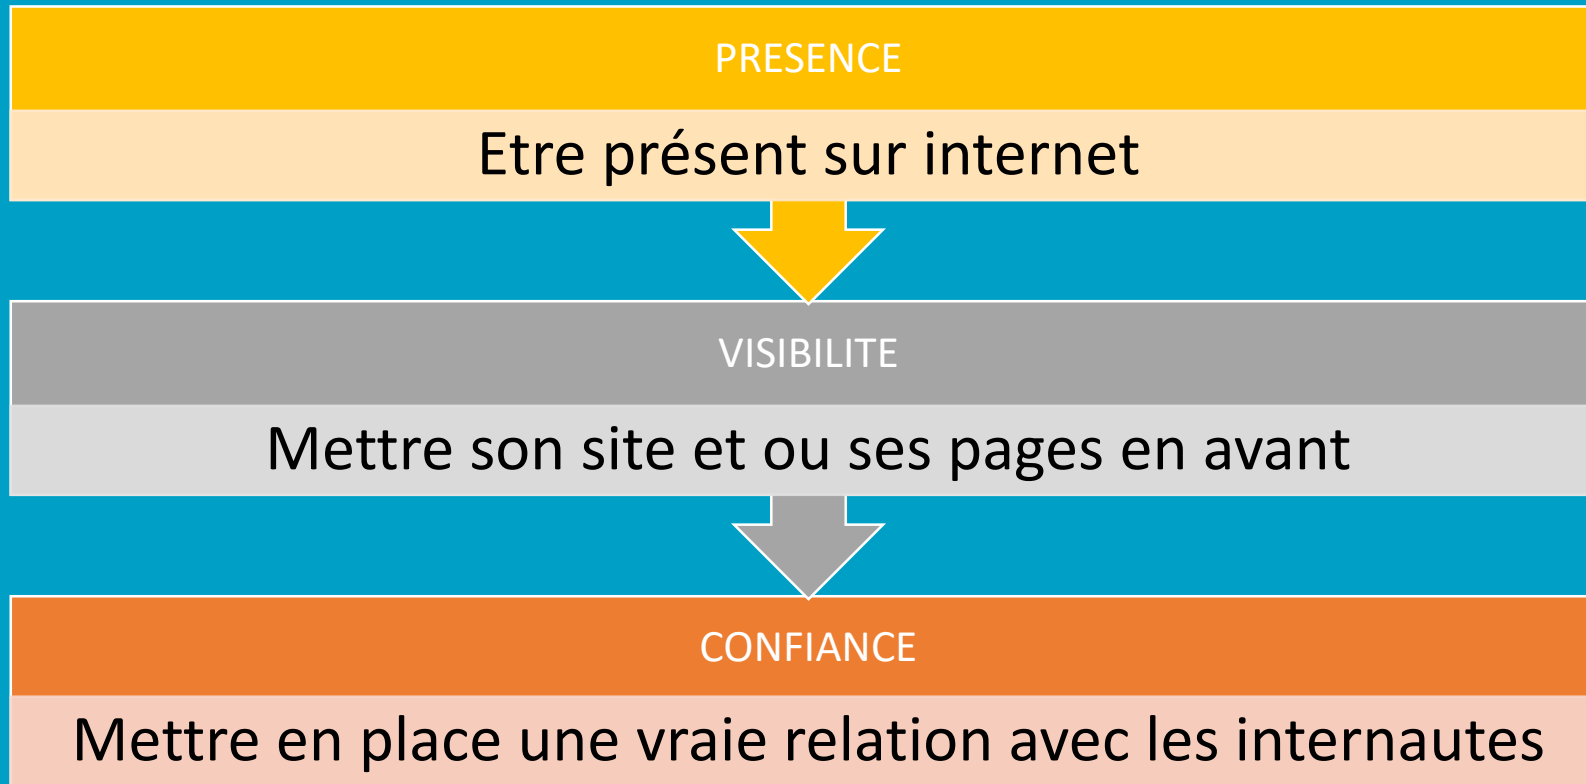 PRESENCE
Etre présent sur internet
VISIBILITE
Mettre son site et ou ses pages en avant
CONFIANCE
Mettre en place une vraie relation avec les internautes